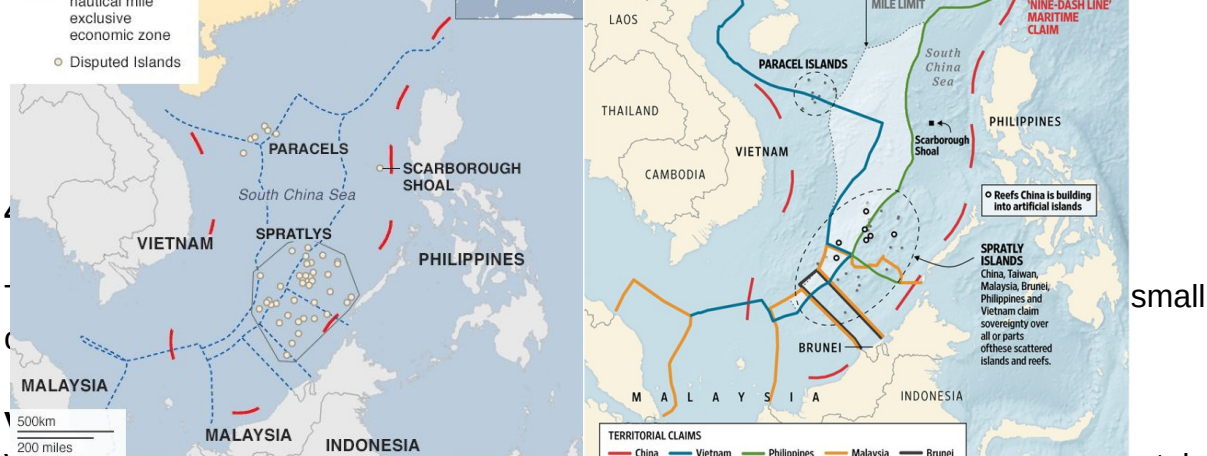 nautical mile
exclusive
economic zone
Disputed Islands
PARACELS
SCARBOROUGH
SHOAL
South China Sea
SPRATLYS
VIETNAM
PHILIPPINES
MALAYSIA
500km
200 miles
MALAYSIA
INDONESIA
LAOS
MILE LIMIT
'NINE-DASH LINE'
MARITIME
CLAIM
South
China
Sea
PARACEL ISLANDS
THAILAND
PHILIPPINES
Scarborough
Shoal
VIETNAM
CAMBODIA
Reefs China is building
into artificial islands
SPRATLY
ISLANDS
China, Taiwan,
Malaysia, Brunei,
Philippines and
Vietnam claim
sovereignty over
all or parts
ofthese scattered
islands and reefs.
BRUNEI
MALAYSIA
INDONESIA
TERRITORIAL CLAIMS
China Vietnam Philippines Malaysia Brunei
small